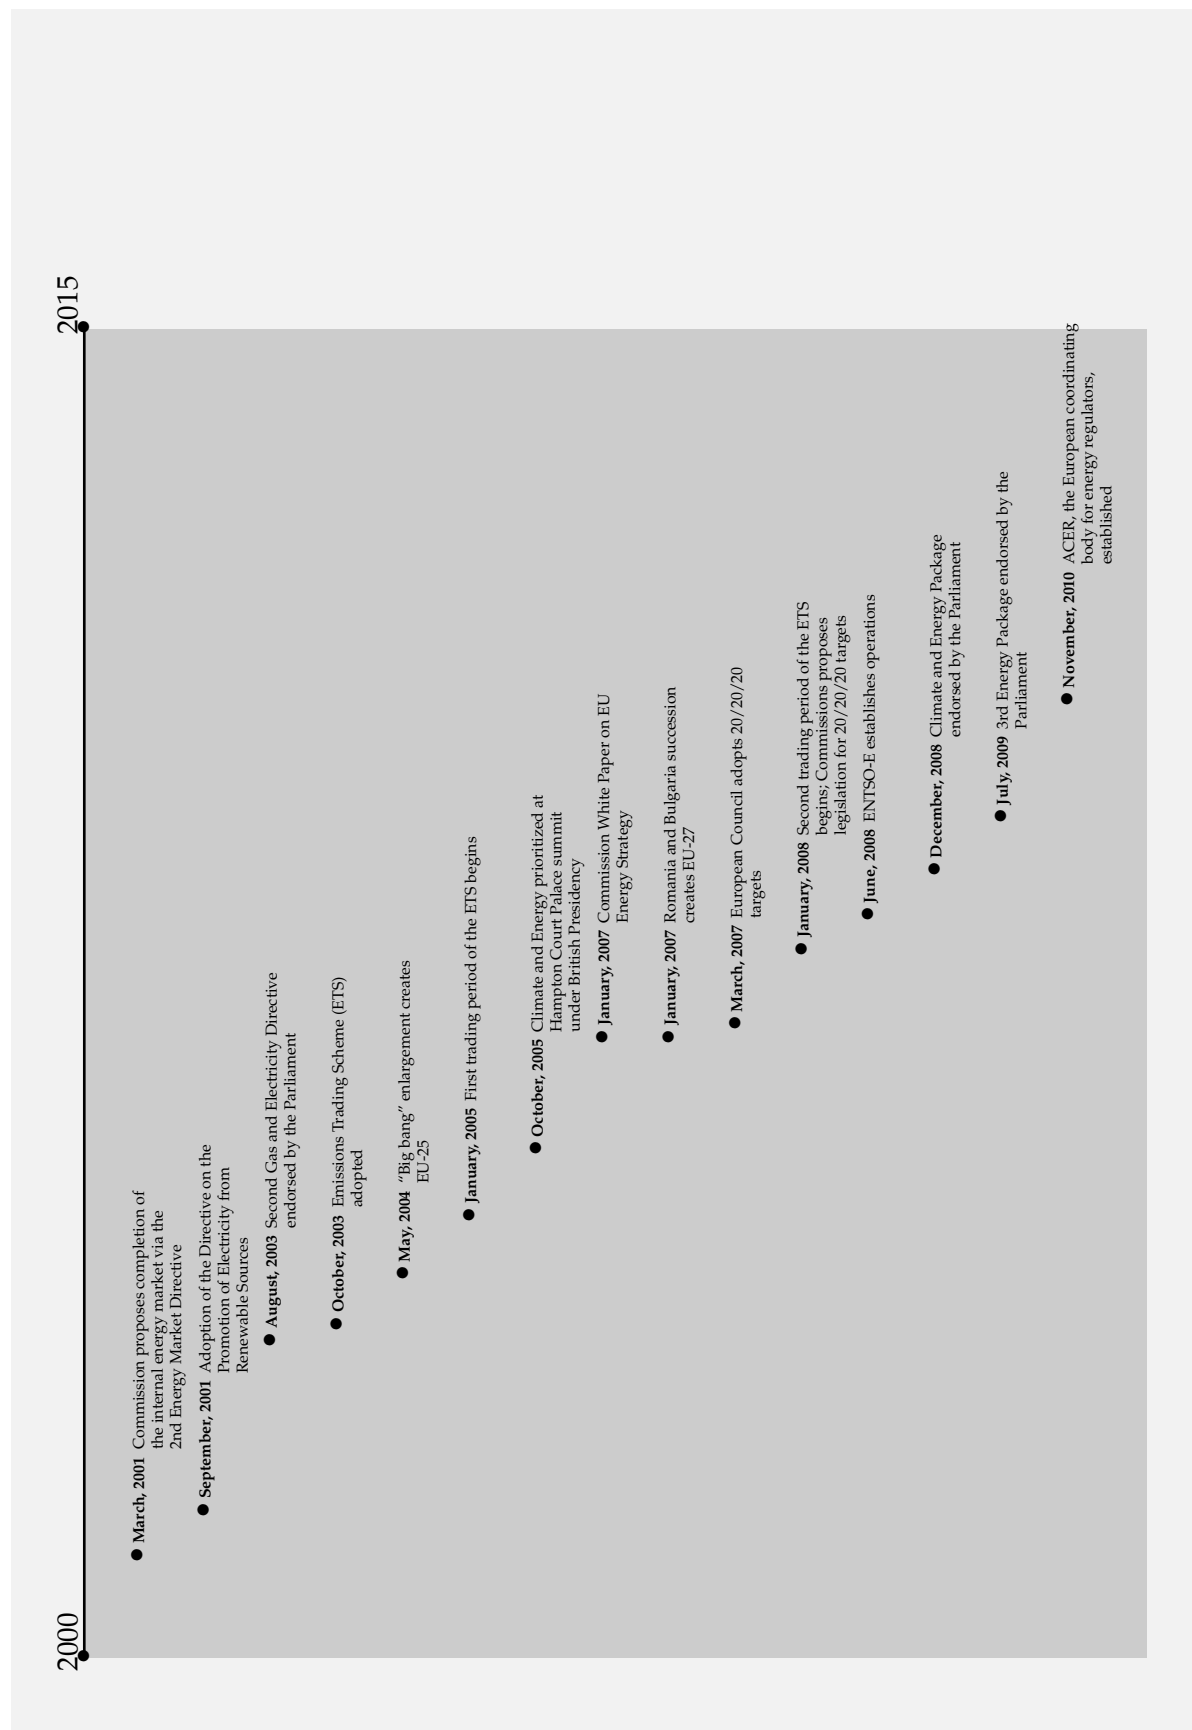 2000
2015
March, 2001 Commission proposes completion of
the internal energy market via the
2nd Energy Market Directive
September, 2001 Adoption of the Directive on the
Promotion of Electricity from
Renewable Sources
August, 2003 Second Gas and Electricity Directive
endorsed by the Parliament
October, 2003 Emissions Trading Scheme (ETS)
adopted
May, 2004 “Big bang” enlargement creates
EU-25
January, 2005 First trading period of the ETS begins
October, 2005 Climate and Energy prioritized at
Hampton Court Palace summit
under British Presidency
January, 2007 Commission White Paper on EU
Energy Strategy
January, 2007 Romania and Bulgaria succession
creates EU-27
March, 2007 European Council adopts 20/20/20
targets
January, 2008 Second trading period of the ETS
begins; Commissions proposes
legislation for 20/20/20 targets
June, 2008 ENTSO-E establishes operations
December, 2008 Climate and Energy Package
endorsed by the Parliament
July, 2009 3rd Energy Package endorsed by the
Parliament
November, 2010 ACER, the European coordinating
body for energy regulators,
established